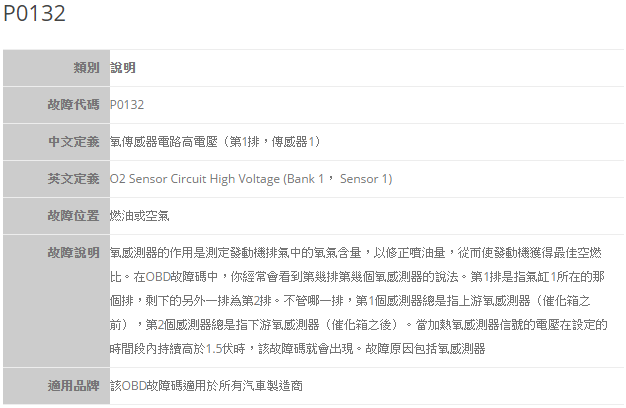 P0132
類別 說明
故障代碼 P0132
中文定義 氧傳感器電路高電壓（第1排，傳感器1）
英文定義 O2 Sensor Circuit High Voltage (Bank 1， Sensor 1)
故障位置 燃油或空氣
故障說明 氧感測器的作用是測定發動機排氣中的氧氣含量，以修正噴油量，從而使發動機獲得最佳空燃
比。在OBD故障碼中，你經常會看到第幾排第幾個氧感測器的說法。第1排是指氣缸1所在的那
個排，剩下的另外一排為第2排。不管哪一排，第1個感測器總是指上游氧感測器（催化箱之
前），第2個感測器總是指下游氧感測器（催化箱之後）。當加熱氧感測器信號的電壓在設定的
時間段內持續高於1.5伏時，該故障碼就會出現。故障原因包括氧感測器
適用品牌 該OBD故障碼適用於所有汽車製造商